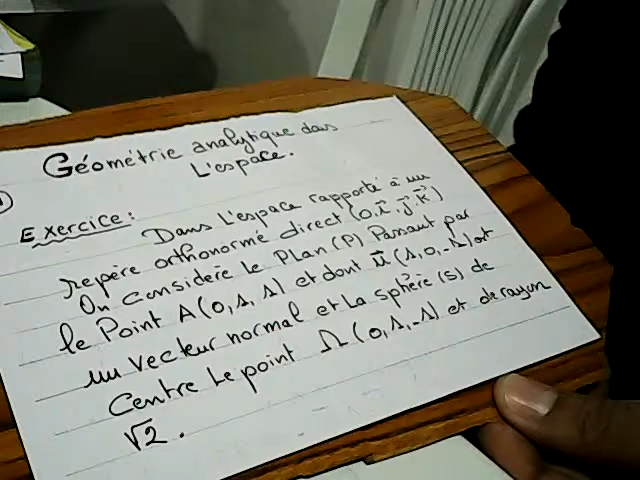 Géométrie analytique dans
L'espace.
Exercice:
Dans L'espace rapporté à un
repère orthonormé direct (o,i,j,k)
On considère le Plan (P) Passant par
le Point A(0,1,1) et dont u(1,0,-1) est
un vecteur normal et la sphère (s) de
Centre Le point Ω(0,1,-1) et de rayon
√2.